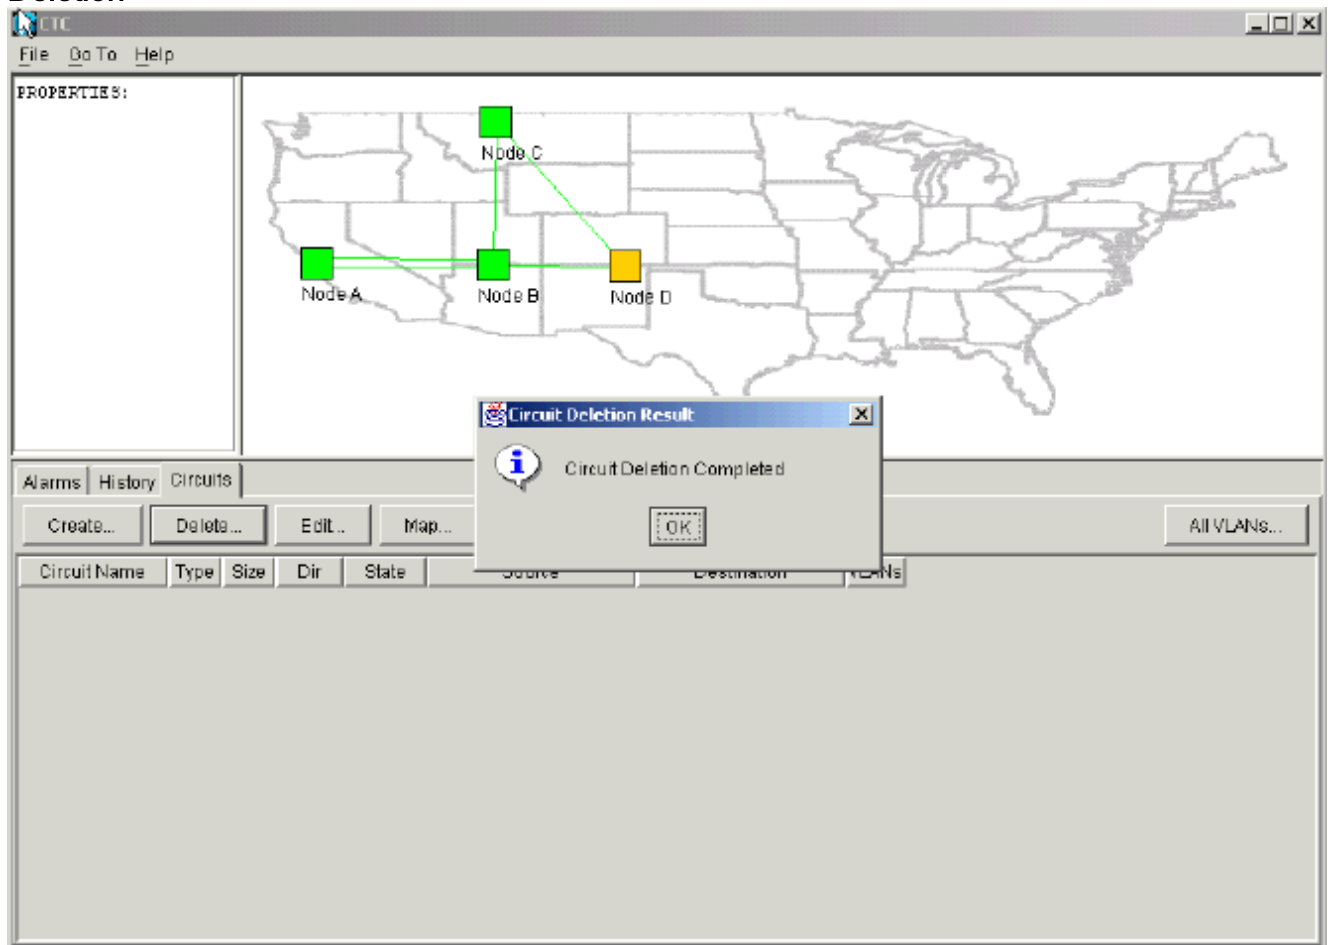 Deletion
CTC
File Go To Help
PROPERTIES:
Node C
Node A
Node B
Node D
Circuit Deletion Result
Circuit Deletion Completed
OK
Alarms History Circuits
Create... Delete... Edit... Map... All VLANs...
Circuit Name Type Size Dir State Source Destination VLANs